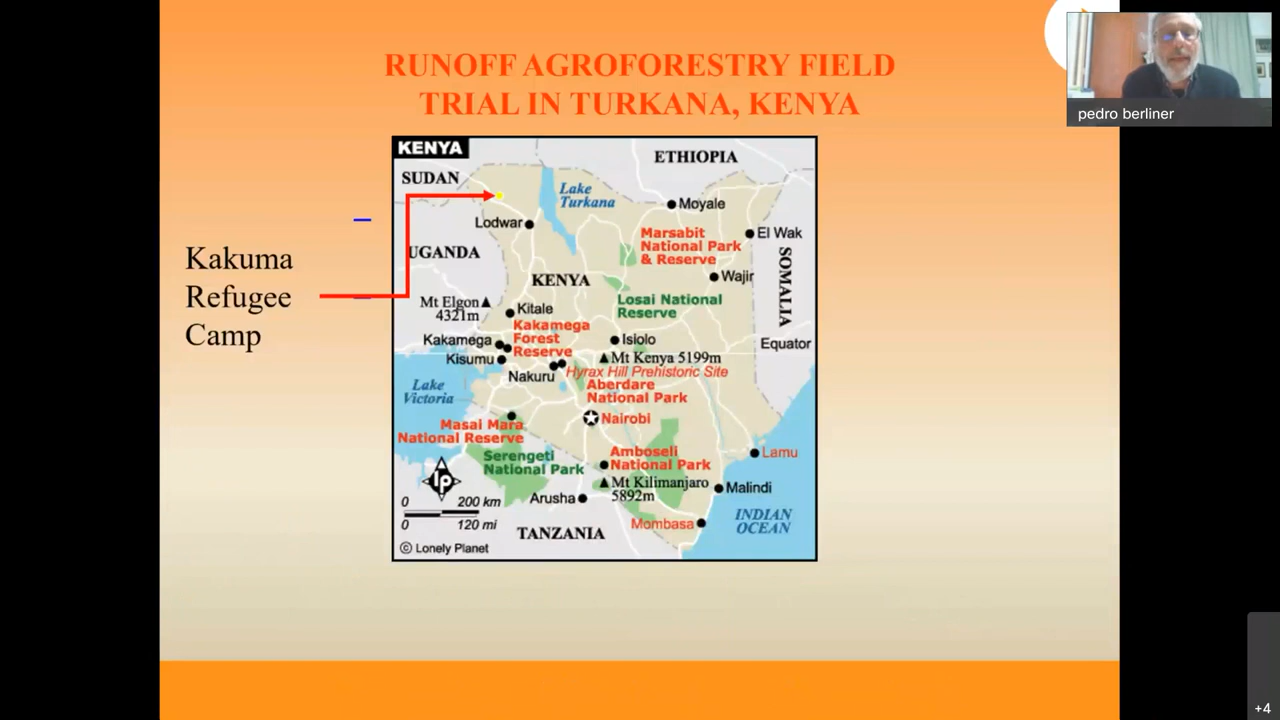 RUNOFF AGROFORESTRY FIELD
TRIAL IN TURKANA, KENYA
pedro berliner
Kakuma
Refugee
Camp
KENYA
ETHIOPIA
SUDAN
Lake
Turkana
Moyale
Lodwar
El Wak
Marsabit
National Park
& Reserve
UGANDA
SOMALIA
KENYA
Wajir
Mt Elgon
4321m
Losai National
Reserve
Kitale
Kakamega
Forest
Reserve
Kakamega
Isiolo
Equator
Kisumu
Mt Kenya 5199m
Nakuru
Hyrax Hill Prehistoric Site
Lake
Victoria
Aberdare
National Park
Nairobi
Masai Mara
National Reserve
Serengeti
National Park
Amboseli
National Park
Lamu
Mt Kilimanjaro
5892m
Malindi
lp
0 200 km
0 120 mi
Arusha
INDIAN
OCEAN
Mombasa
TANZANIA
© Lonely Planet
+4